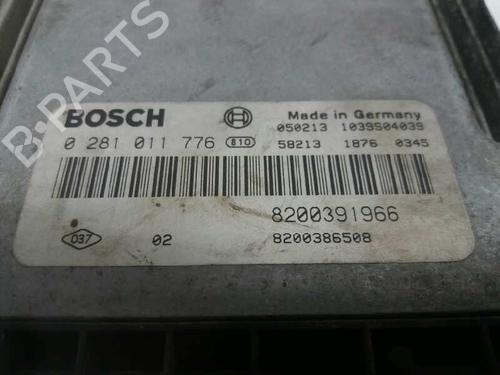 B-PARTS
BOSCH Made in Germany
050213 1039S04039
0 281 011 776 810 58213 1876 0345
8200391966
037 02 8200386508